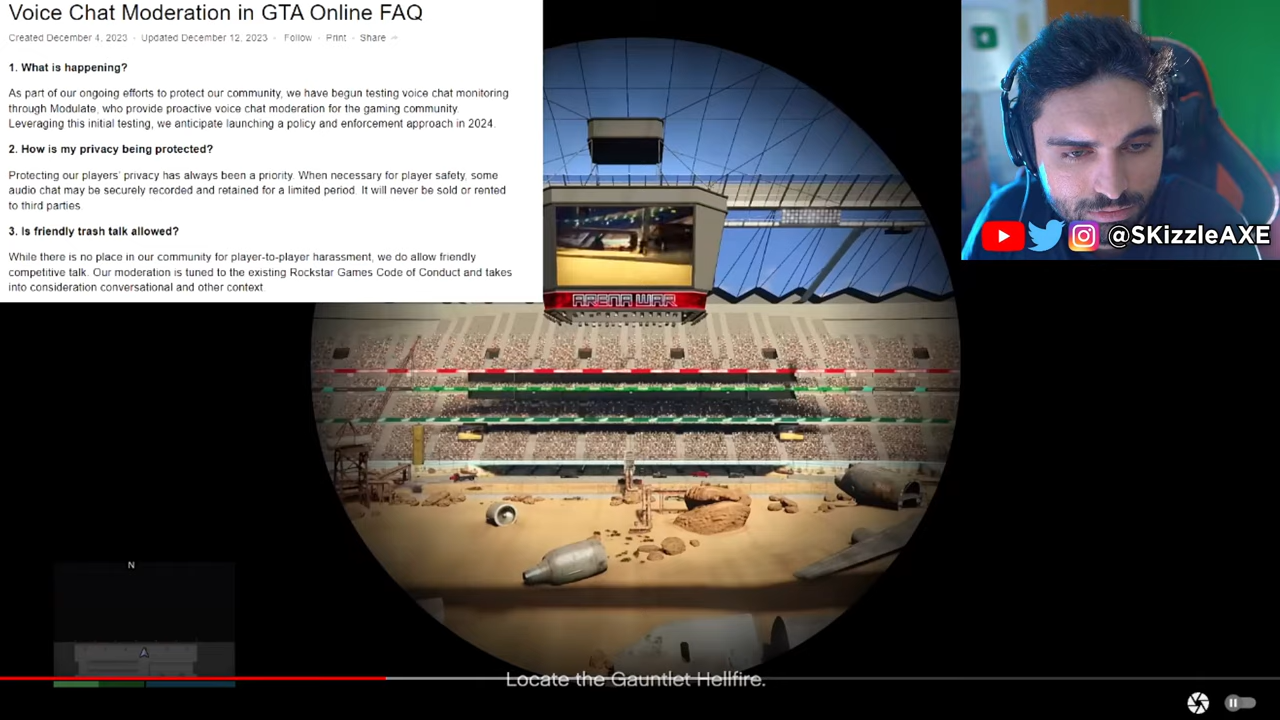 Voice Chat Moderation in GTA Online FAQ
Created December 4, 2023 · Updated December 12, 2023 · Follow · Print · Share
1. What is happening?
As part of our ongoing efforts to protect our community, we have begun testing voice chat monitoring
through Modulate, who provide proactive voice chat moderation for the gaming community.
Leveraging this initial testing, we anticipate launching a policy and enforcement approach in 2024.
2. How is my privacy being protected?
Protecting our players' privacy has always been a priority. When necessary for player safety, some
audio chat may be securely recorded and retained for a limited period. It will never be sold or rented
to third parties.
3. Is friendly trash talk allowed?
While there is no place in our community for player-to-player harassment, we do allow friendly
competitive talk. Our moderation is tuned to the existing Rockstar Games Code of Conduct and takes
into consideration conversational and other context.
@SKizzleAXE
ARENA WAR
N
Locate the Gauntlet Hellfire.